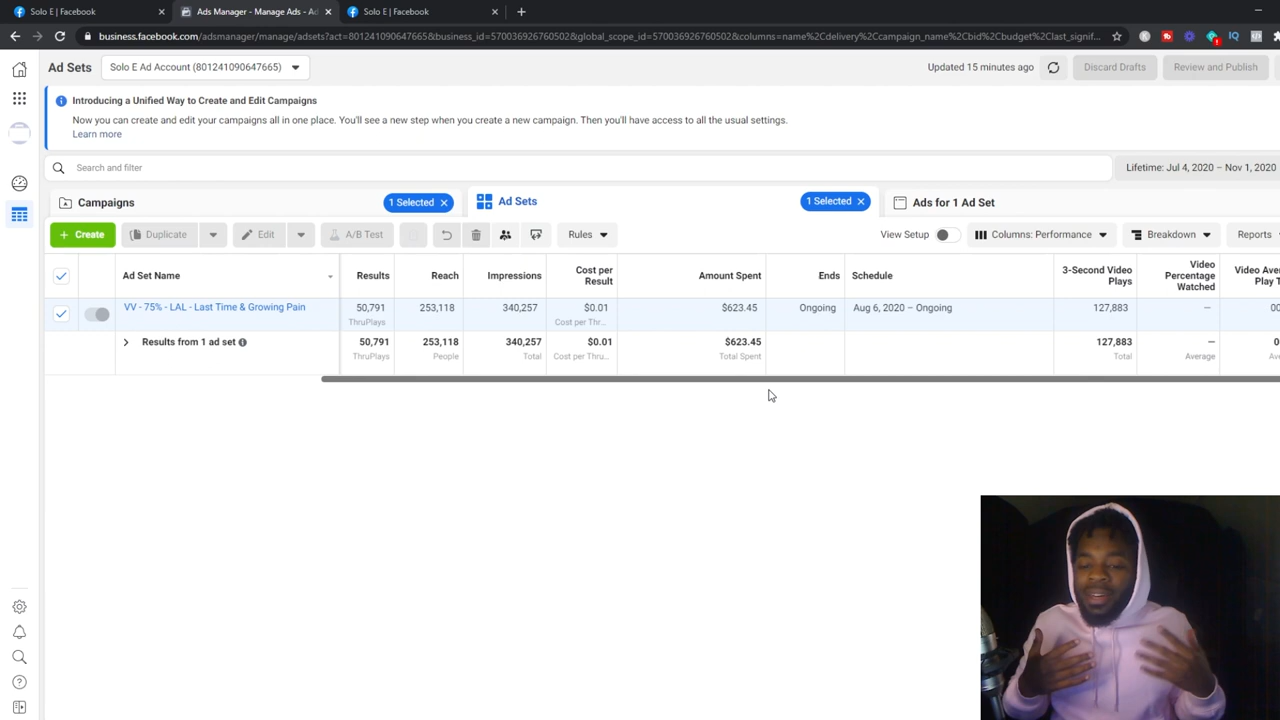 Solo E | Facebook
Ads Manager - Manage Ads - Ad
Solo E | Facebook
business.facebook.com/adsmanager/manage/adsets?act=801241090647665&business_id=570036926760502&global_scope_id=570036926760502&columns=name%2Cdelivery%2Ccampaign_name%2Cbid%2Cbudget%2Clast_signif...
Ad Sets
Solo E Ad Account (801241090647665)
Updated 15 minutes ago
Discard Drafts
Review and Publish
Introducing a Unified Way to Create and Edit Campaigns
Now you can create and edit your campaigns all in one place. You'll see a new step when you create a new campaign. Then you'll have access to all the usual settings.
Learn more
Search and filter
Lifetime: Jul 4, 2020 – Nov 1, 2020
Campaigns
1 Selected
Ad Sets
1 Selected
Ads for 1 Ad Set
+ Create
Duplicate
Edit
A/B Test
Rules
View Setup
Columns: Performance
Breakdown
Reports
Ad Set Name
Results
Reach
Impressions
Cost per
Result
Amount Spent
Ends
Schedule
3-Second Video
Plays
Video
Percentage
Watched
Video Ave
Play T
VV - 75% - LAL - Last Time & Growing Pain
50,791
ThruPlays
253,118
340,257
$0.01
Cost per Thr...
$623.45
Ongoing
Aug 6, 2020 – Ongoing
127,883
—
00
Results from 1 ad set
50,791
ThruPlays
253,118
People
340,257
Total
$0.01
Cost per Thru...
$623.45
Total Spent
127,883
Total
—
Average
0
Ave